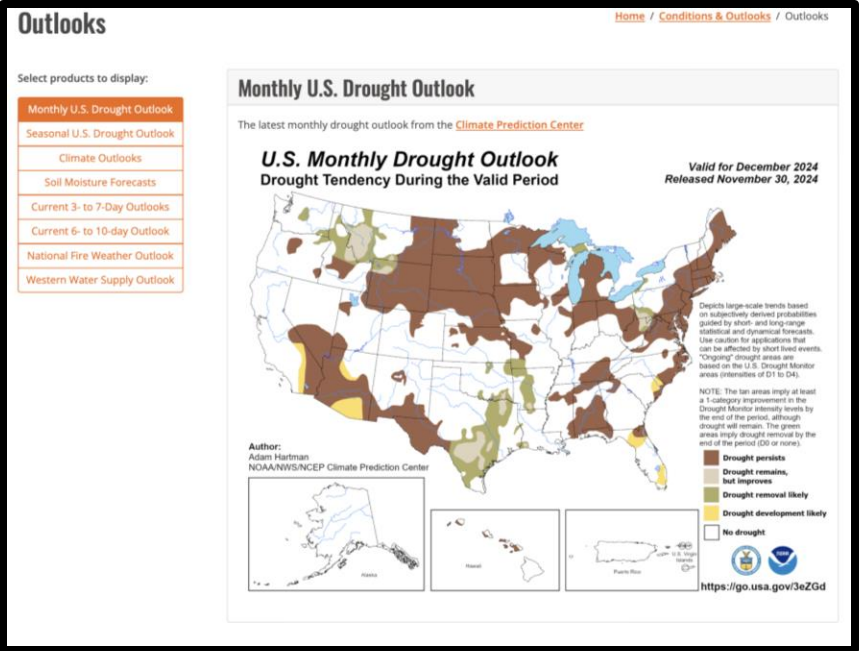 Outlooks
Home / Conditions & Outlooks / Outlooks
Select products to display:
Monthly U.S. Drought Outlook
Seasonal U.S. Drought Outlook
Climate Outlooks
Soil Moisture Forecasts
Current 3- to 7-Day Outlooks
Current 6- to 10-day Outlook
National Fire Weather Outlook
Western Water Supply Outlook
Monthly U.S. Drought Outlook
The latest monthly drought outlook from the Climate Prediction Center
U.S. Monthly Drought Outlook
Drought Tendency During the Valid Period
Valid for December 2024
Released November 30, 2024
Depicts large-scale trends based
on subjectively derived probabilities
guided by short- and long-range
statistical and dynamical forecasts.
Use caution for applications that
can be affected by short lived events.
"Ongoing" drought areas are
based on the U.S. Drought Monitor
areas (intensities of D1 to D4).
NOTE: The tan areas imply at least
a 1-category improvement in the
Drought Monitor intensity levels by
the end of the period, although
drought will remain. The green
areas imply drought removal by the
end of the period (D0 or none).
Author:
Adam Hartman
NOAA/NWS/NCEP Climate Prediction Center
Drought persists
Drought remains,
but improves
Drought removal likely
Drought development likely
No drought
Alaska
Hawaii
Puerto Rico
U.S. Virgin
Islands
https://go.usa.gov/3eZGd